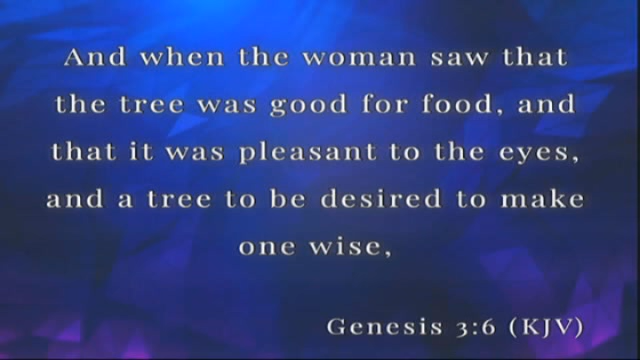 And when the woman saw that
the tree was good for food, and
that it was pleasant to the eyes,
and a tree to be desired to make
one wise,
Genesis 3:6 (KJV)